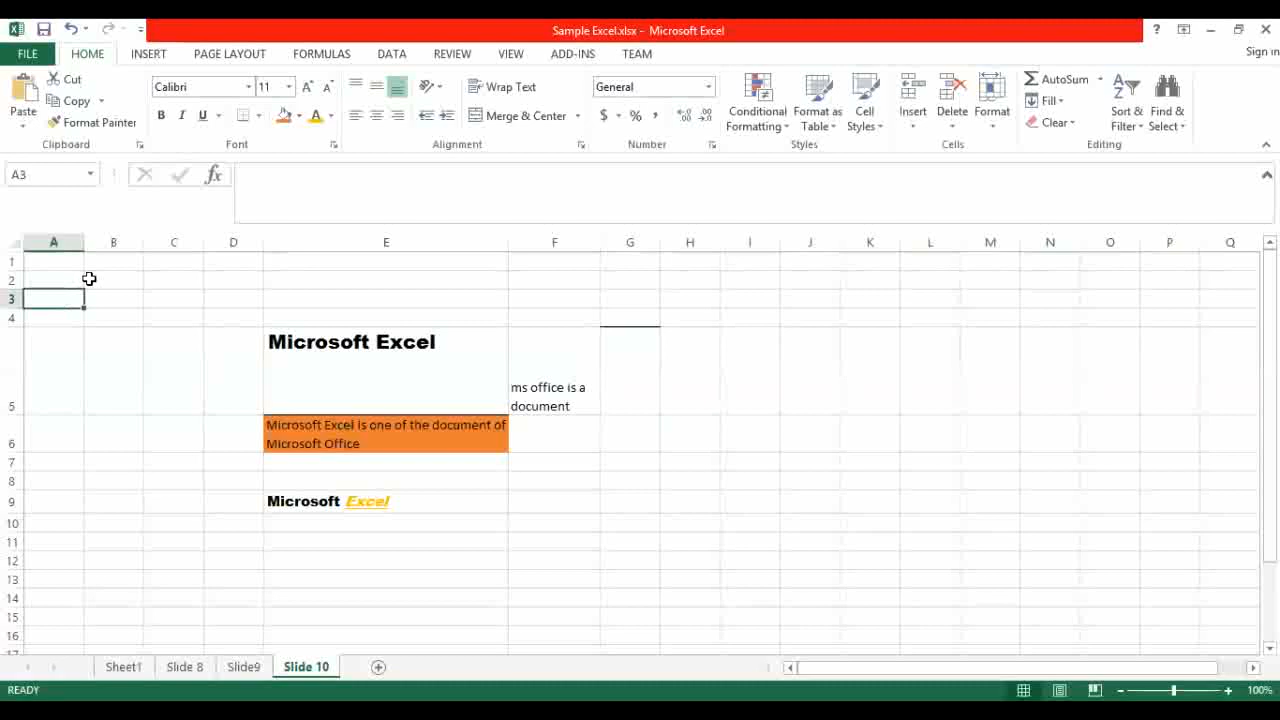 Sample Excel.xlsx - Microsoft Excel
?
Sign in
FILE HOME INSERT PAGE LAYOUT FORMULAS DATA REVIEW VIEW ADD-INS TEAM
Paste
Cut
Copy
Format Painter
Clipboard
Calibri 11
B I U
Font
Wrap Text
Merge & Center
Alignment
General
$ % ,
Number
Conditional Formatting
Format as Table
Cell Styles
Styles
Insert
Delete
Format
Cells
AutoSum
Fill
Clear
Sort & Filter
Find & Select
Editing
A3
fx
A B C D E F G H I J K L M N O P Q
1
2
3
4
Microsoft Excel
ms office is a
document
5
Microsoft Excel is one of the document of
Microsoft Office
6
7
8
9 Microsoft Excel
10
11
12
13
14
15
16
17
Sheet1 Slide 8 Slide9 Slide 10
READY
100%